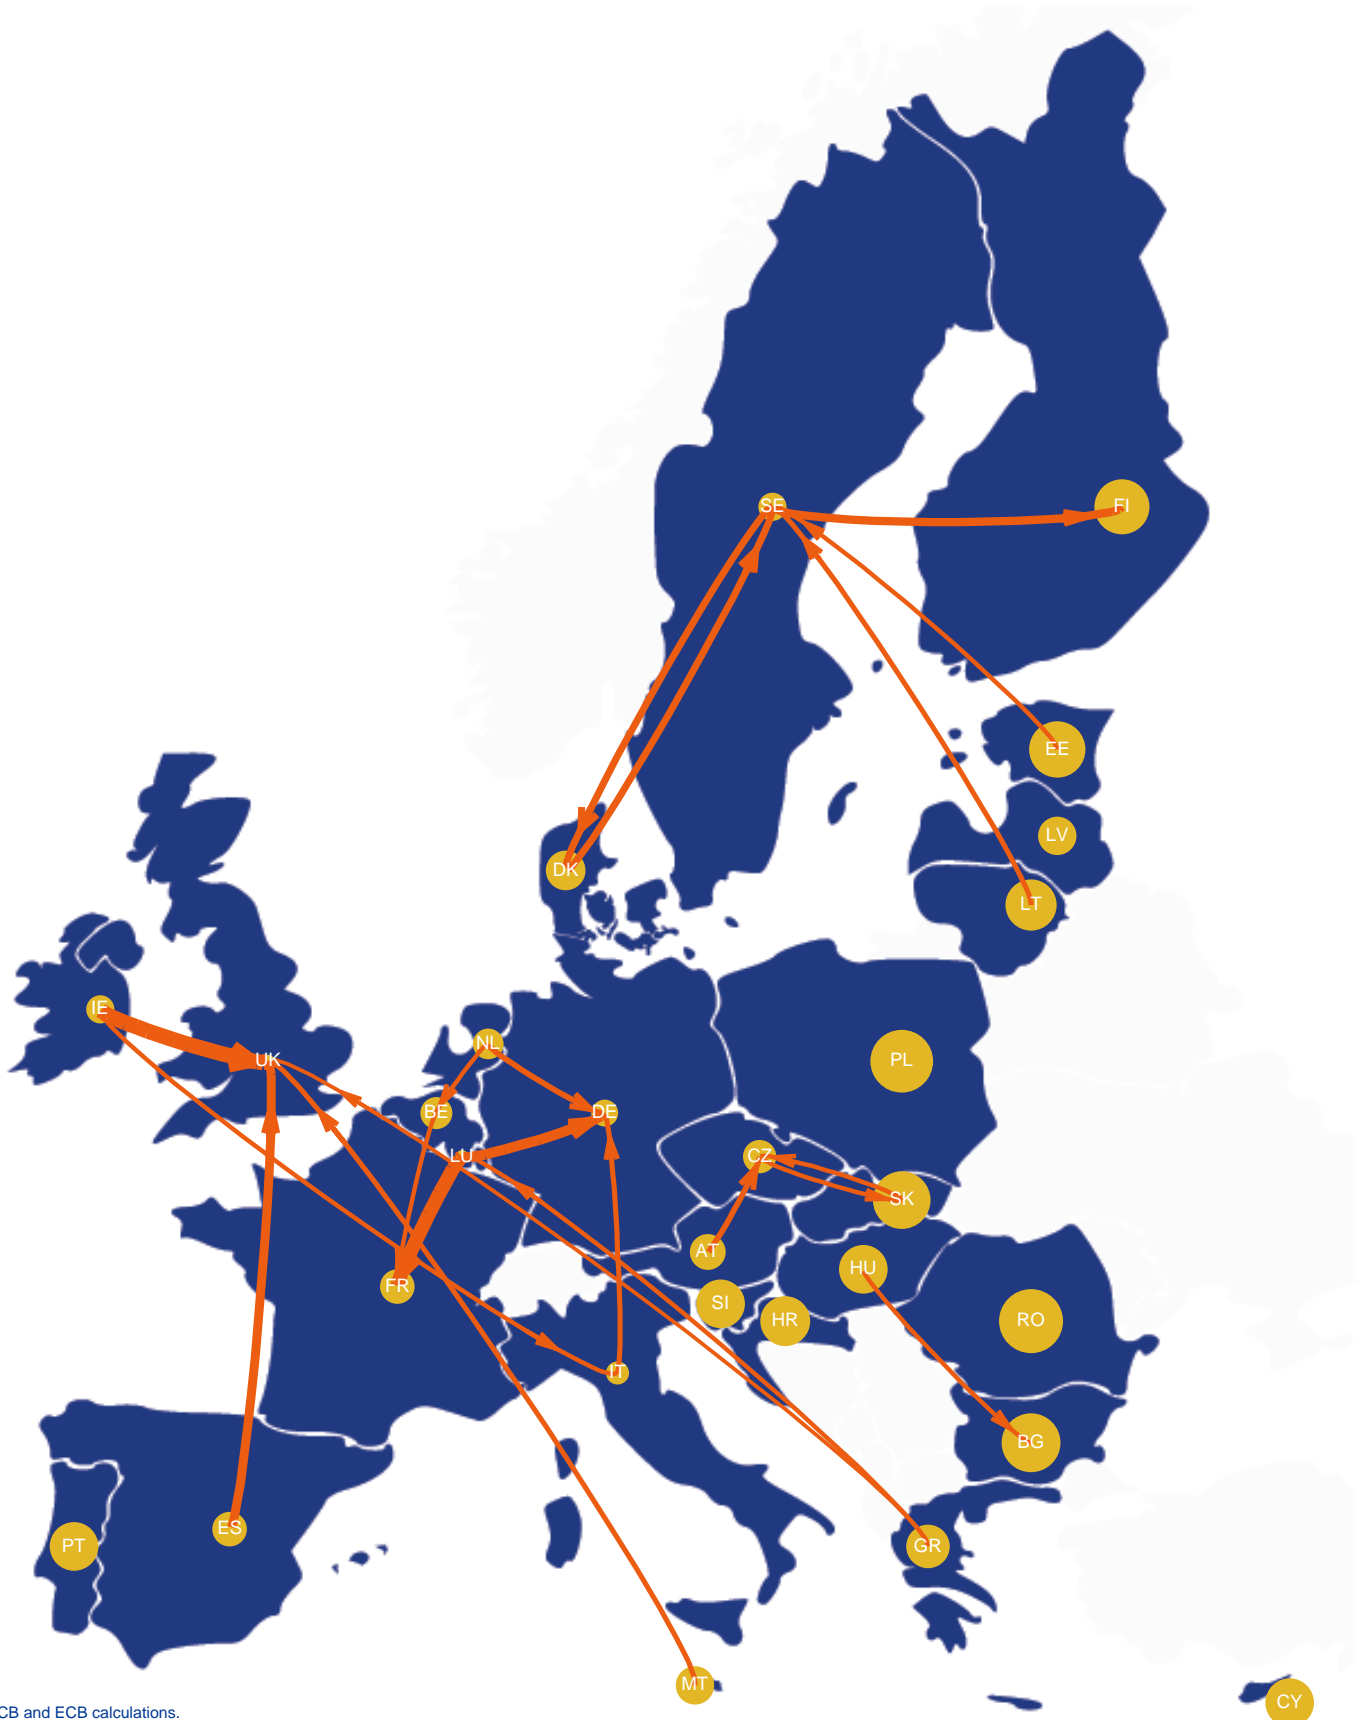 SE
FI
EE
LV
DK
LT
IE
NL
UK
PL
BE
DE
LU
CZ
SK
AT
HU
FR
SI
HR
RO
IT
BG
ES
PT
GR
MT
CY
CB and ECB calculations.